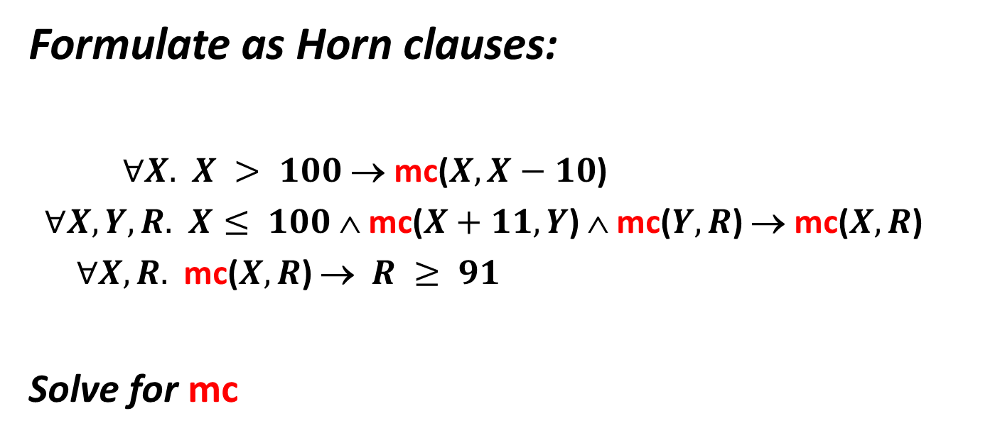 Formulate as Horn clauses:
∀X. X > 100 → mc(X, X − 10)
∀X, Y, R. X ≤ 100 ∧ mc(X + 11, Y) ∧ mc(Y, R) → mc(X, R)
∀X, R. mc(X, R) → R ≥ 91
Solve for mc